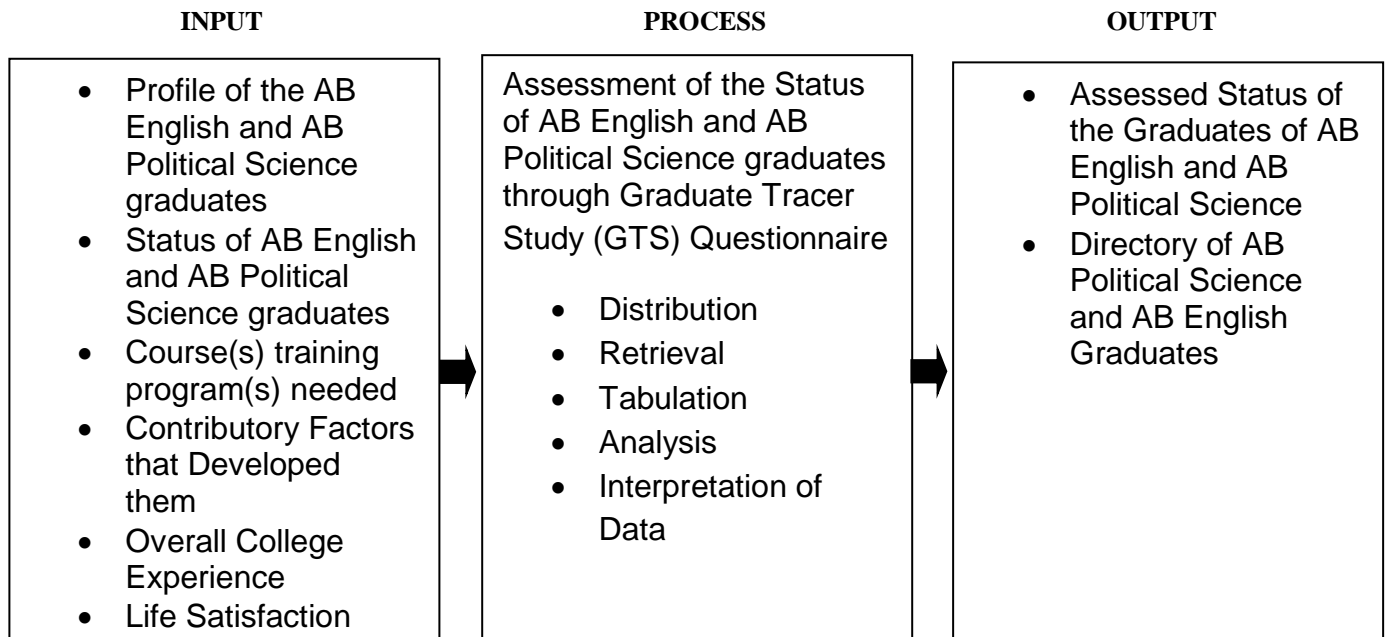 INPUT
PROCESS
OUTPUT
• Profile of the AB
English and AB
Political Science
graduates
• Status of AB English
and AB Political
Science graduates
• Course(s) training
program(s) needed
• Contributory Factors
that Developed
them
• Overall College
Experience
• Life Satisfaction
Assessment of the Status
of AB English and AB
Political Science graduates
through Graduate Tracer
Study (GTS) Questionnaire
• Distribution
• Retrieval
• Tabulation
• Analysis
• Interpretation of
Data
• Assessed Status of
the Graduates of AB
English and AB
Political Science
• Directory of AB
Political Science
and AB English
Graduates